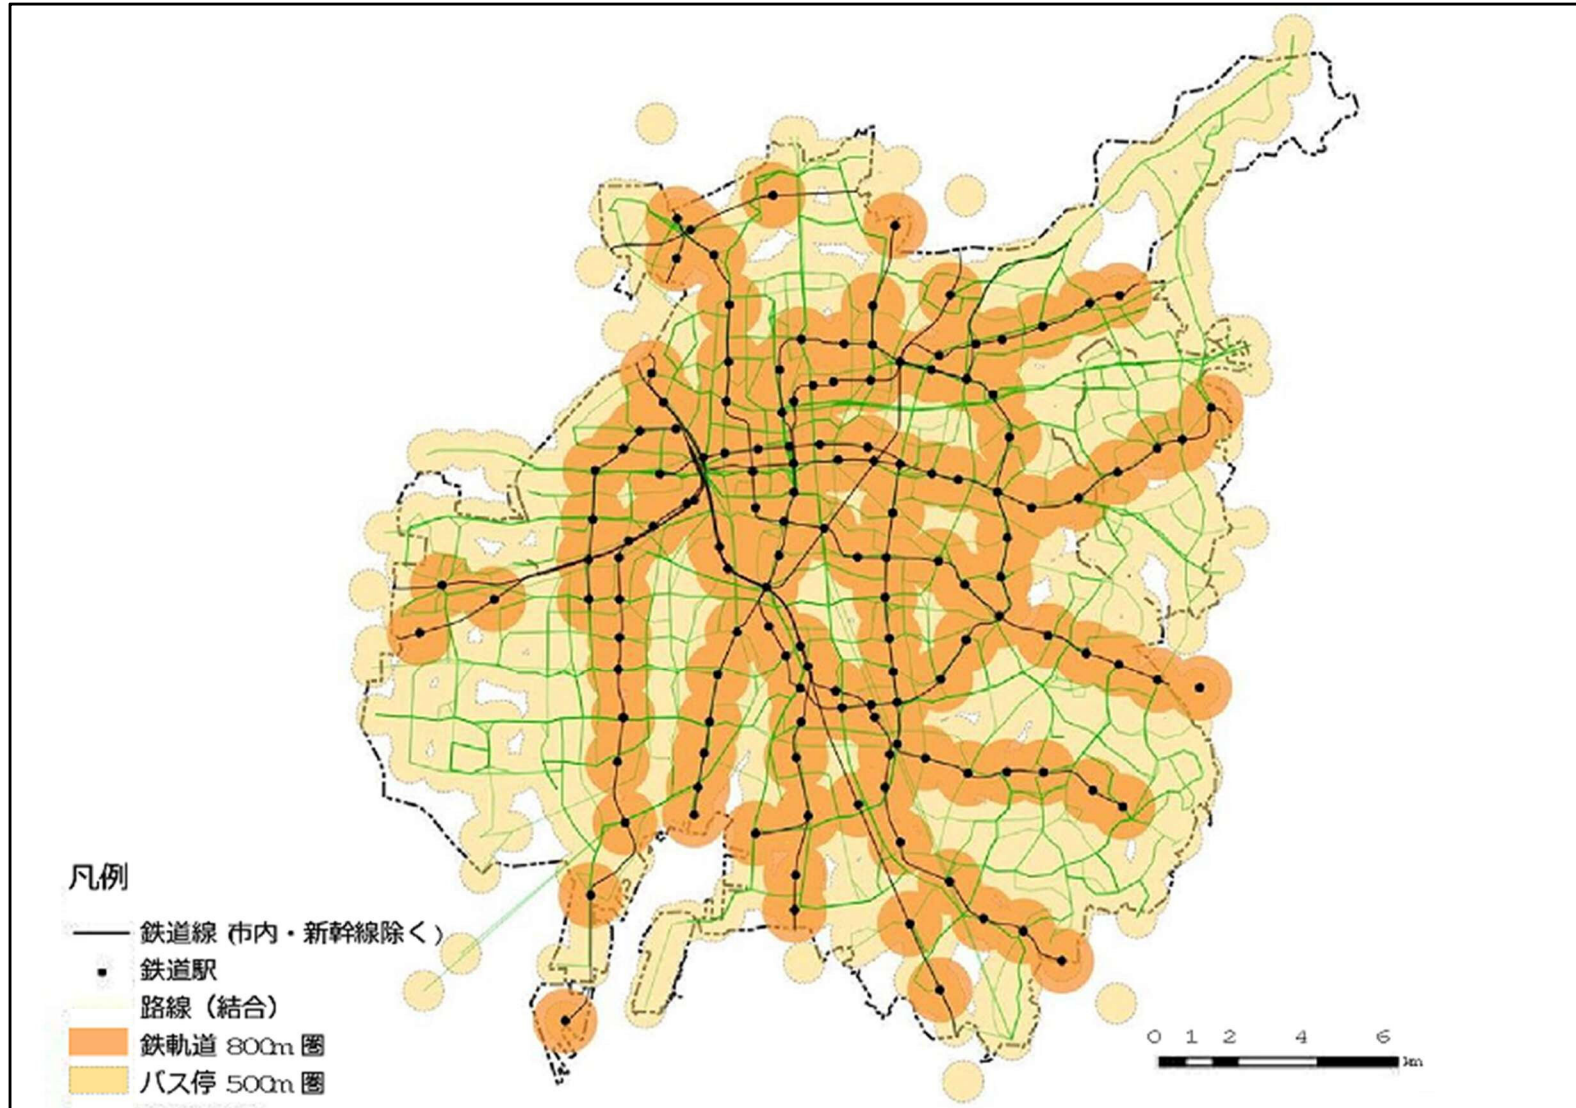 凡例
鉄道線(市内・新幹線除く)
鉄道駅
路線（結合）
鉄軌道 800m 圏
バス停 500m 圏
0 1 2 4 6
km